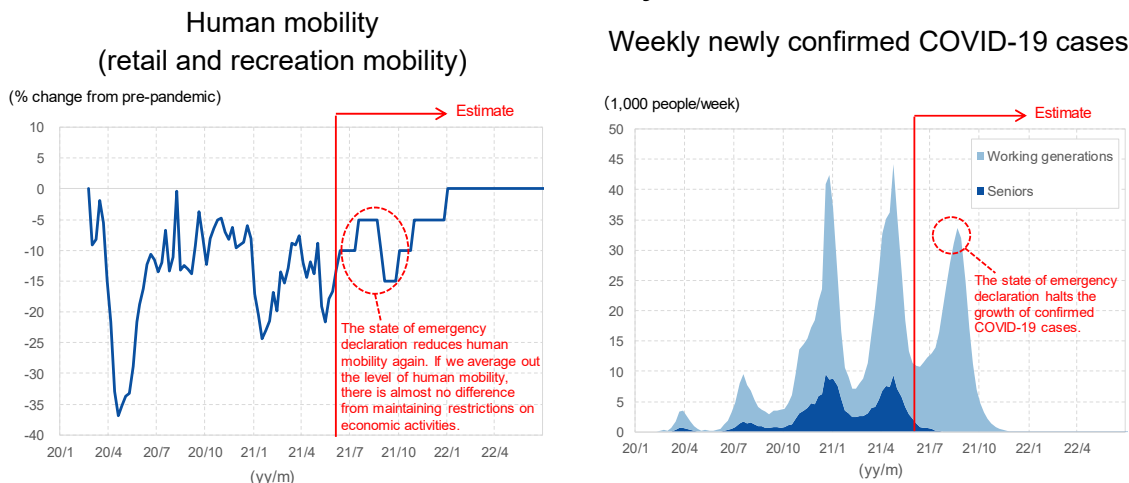 Human mobility
(retail and recreation mobility)
(% change from pre-pandemic)
Estimate
10
5
0
-5
-10
-15
-20
-25
-30
-35
-40
The state of emergency
declaration reduces human
mobility again. If we average out
the level of human mobility,
there is almost no difference
from maintaining restrictions on
economic activities.
20/1 20/4 20/7 20/10 21/1 21/4 21/7 21/10 22/1 22/4
(yy/m)
Weekly newly confirmed COVID-19 cases
(1,000 people/week)
Estimate
50
45
40
35
30
25
20
15
10
5
0
Working generations
Seniors
The state of emergency
declaration halts the
growth of confirmed
COVID-19 cases.
20/1 20/4 20/7 20/10 21/1 21/4 21/7 21/10 22/1 22/4
(yy/m)